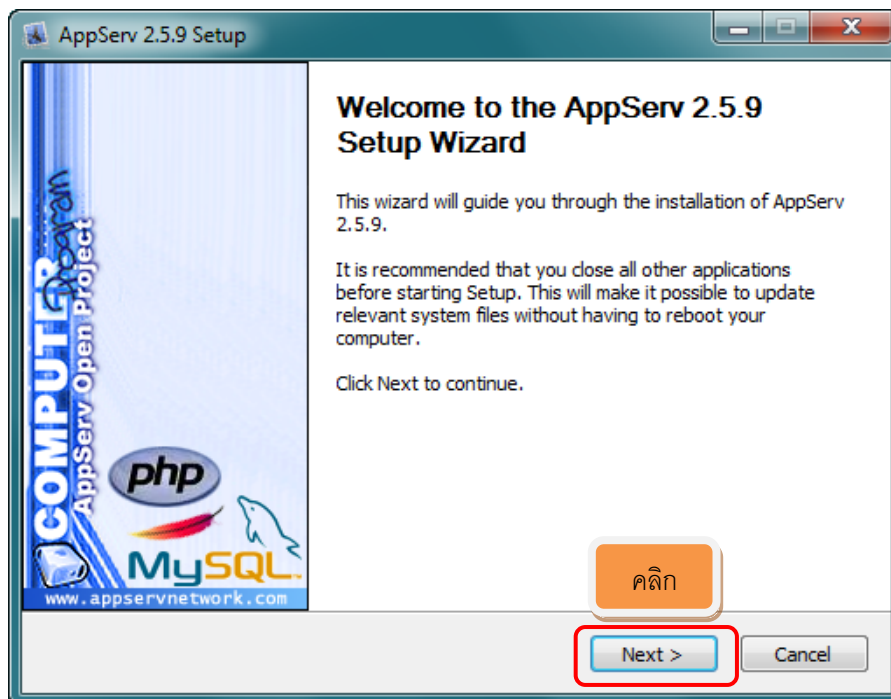 AppServ 2.5.9 Setup
Welcome to the AppServ 2.5.9
Setup Wizard
This wizard will guide you through the installation of AppServ
2.5.9.
It is recommended that you close all other applications
before starting Setup. This will make it possible to update
relevant system files without having to reboot your
computer.
Click Next to continue.
COMPUTER
Program
AppServ Open Project
php
MySQL
www.appservnetwork.com
คลิก
Next >
Cancel